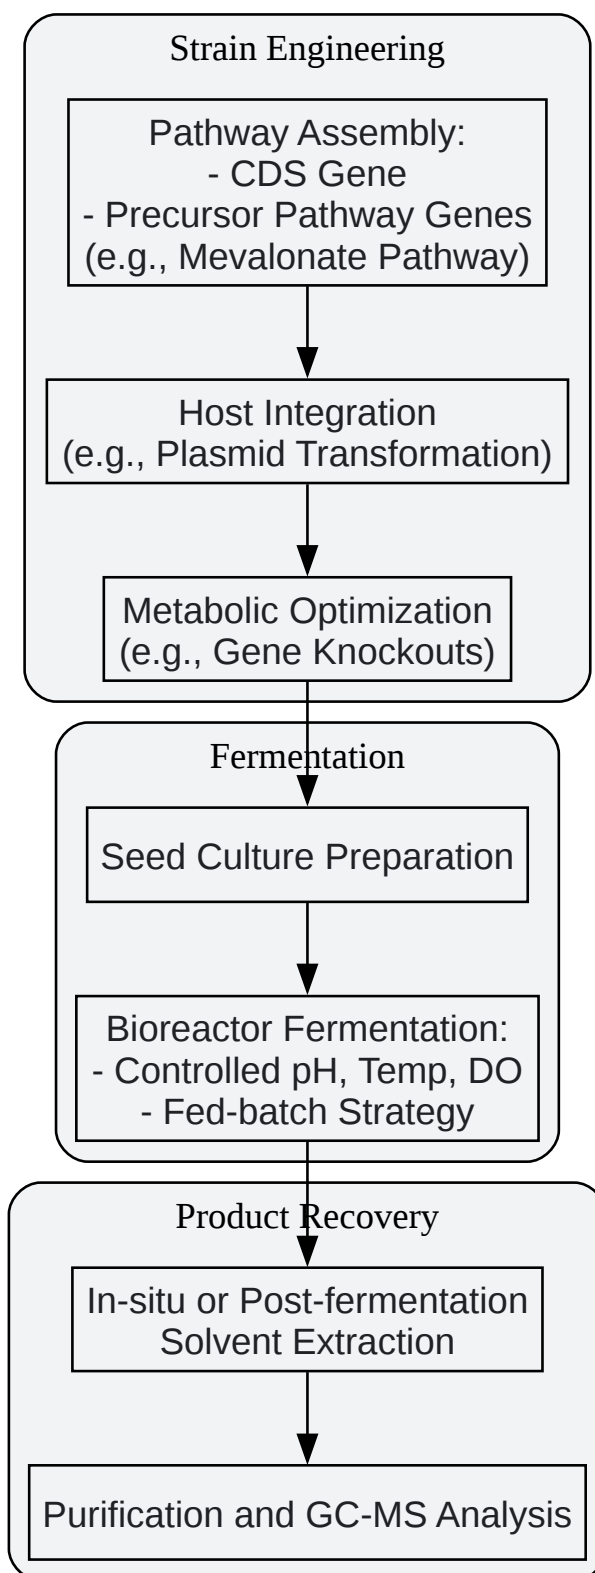 Strain Engineering
Pathway Assembly:
- CDS Gene
- Precursor Pathway Genes
(e.g., Mevalonate Pathway)
Host Integration
(e.g., Plasmid Transformation)
Metabolic Optimization
(e.g., Gene Knockouts)
Fermentation
Seed Culture Preparation
Bioreactor Fermentation:
- Controlled pH, Temp, DO
- Fed-batch Strategy
Product Recovery
In-situ or Post-fermentation
Solvent Extraction
Purification and GC-MS Analysis